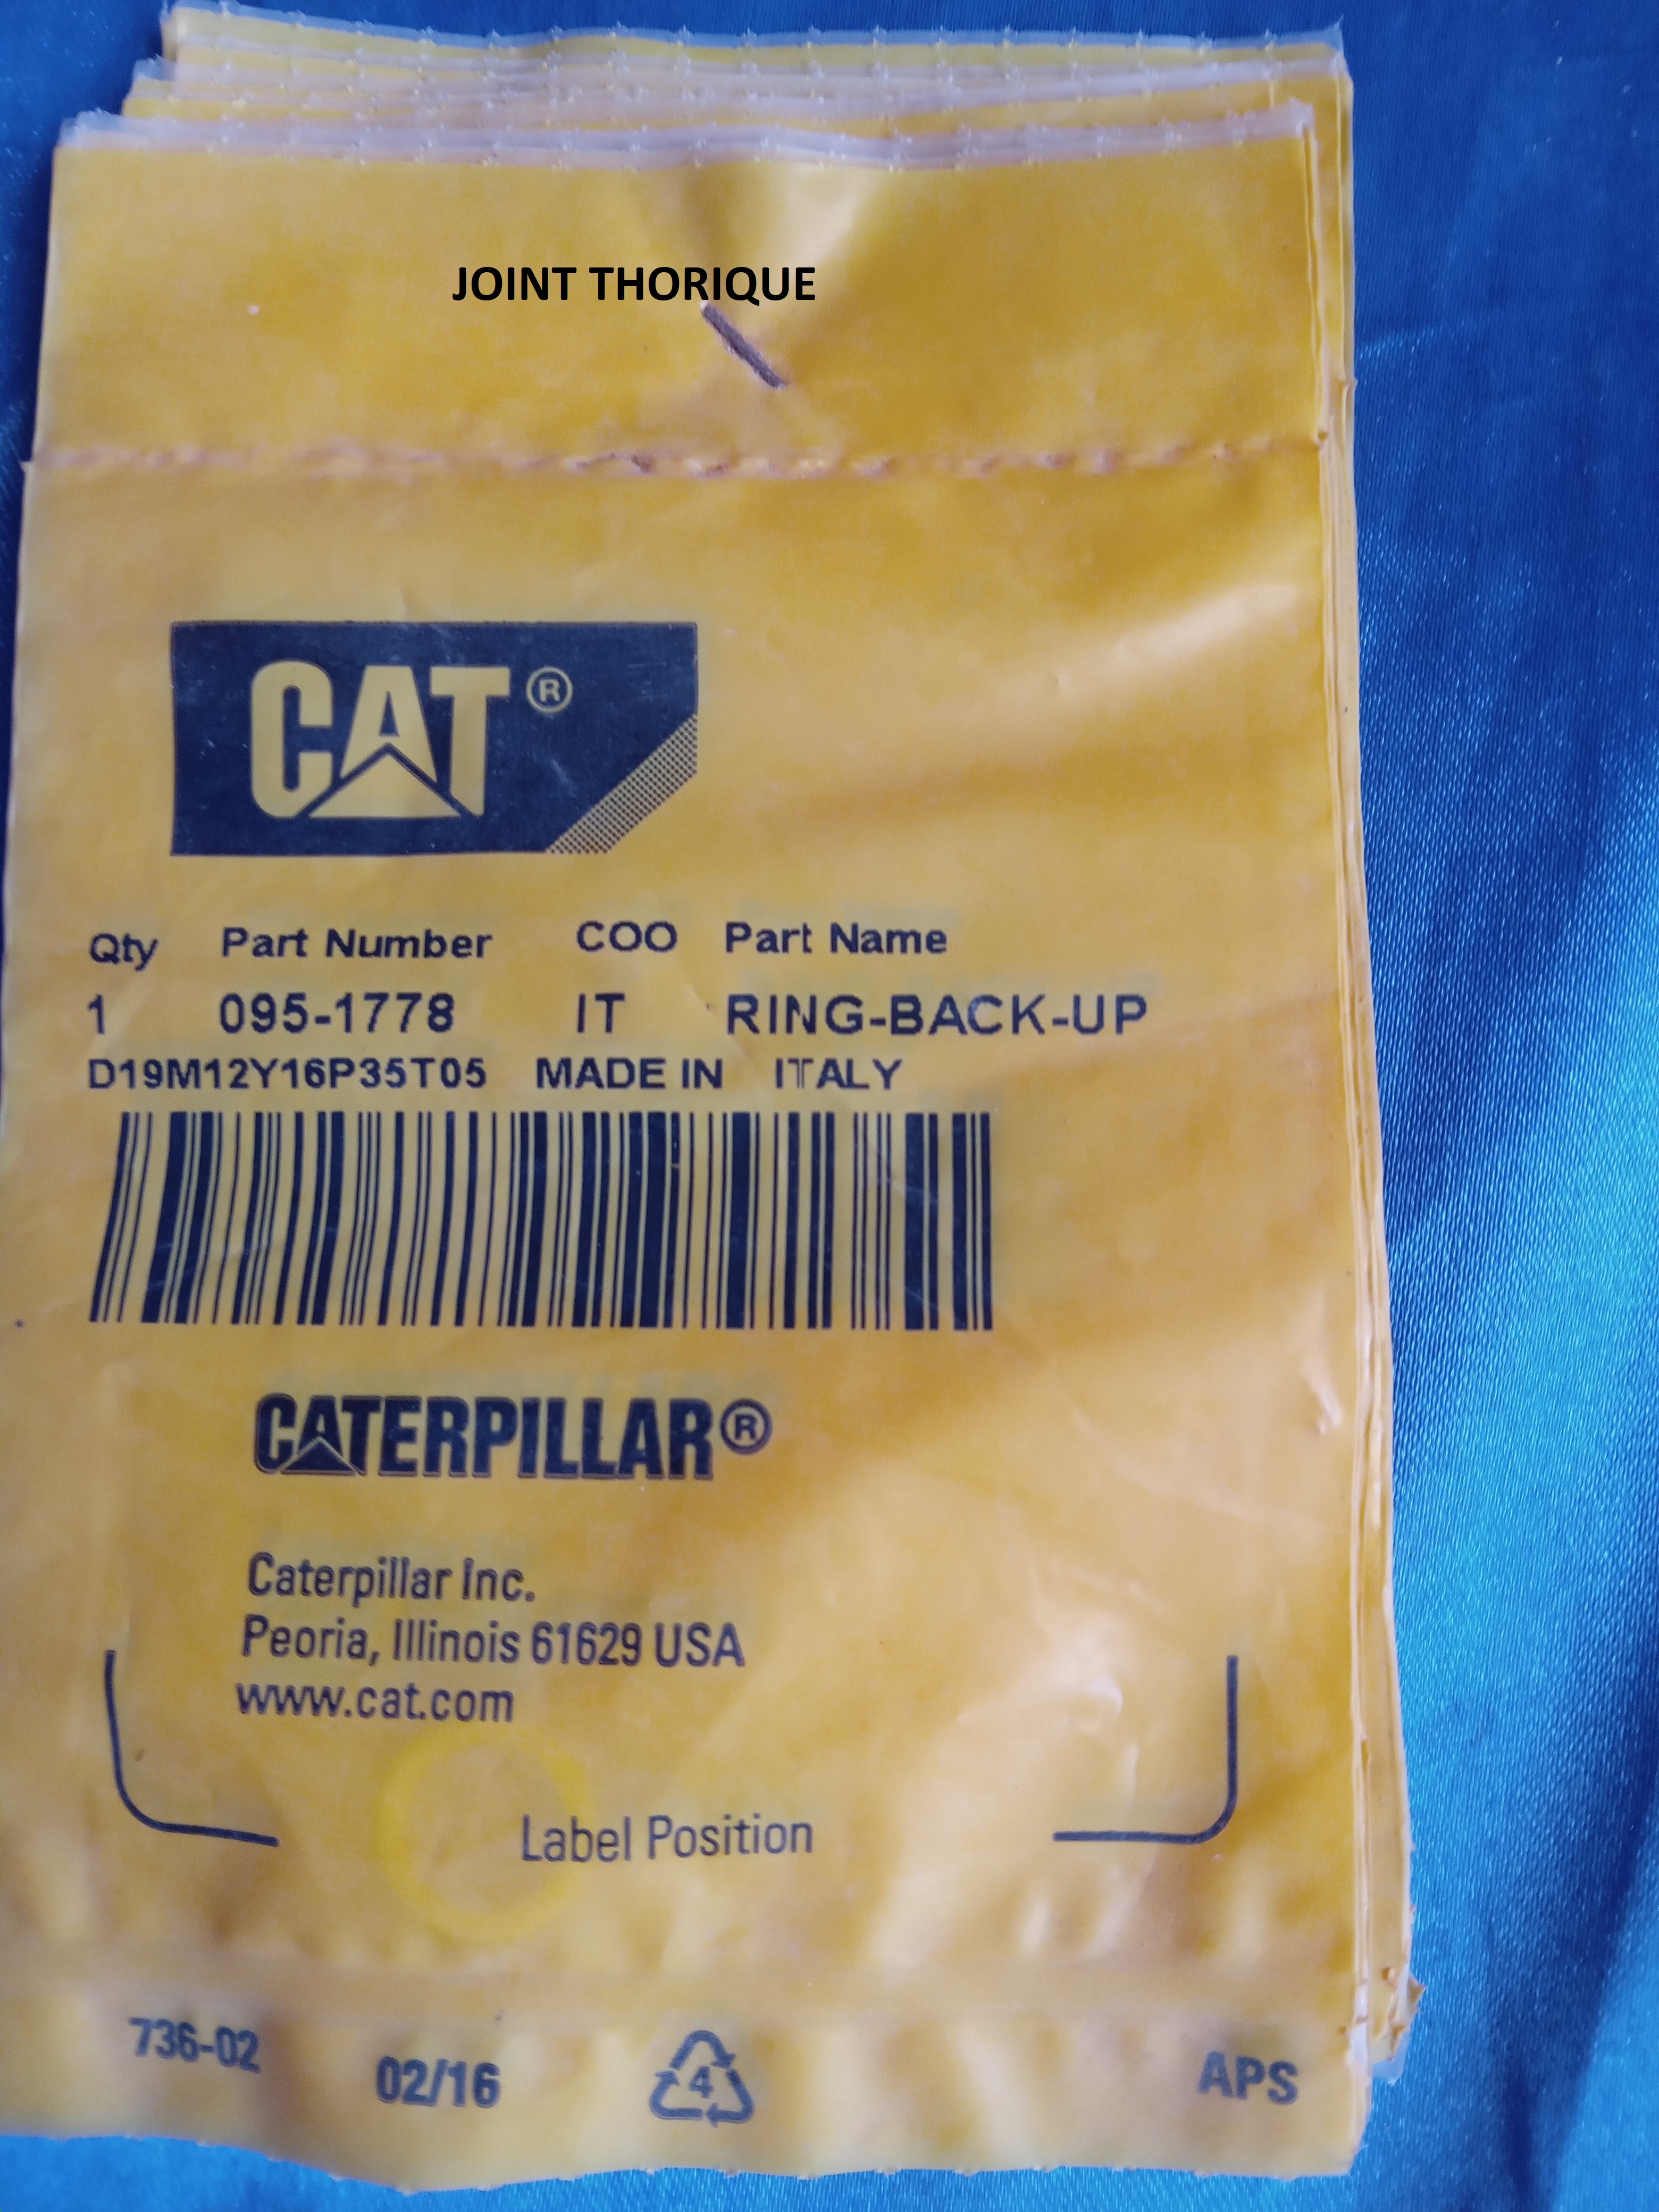 JOINT THORIQUE
CAT®
Qty Part Number COO Part Name
1 095-1778 IT RING-BACK-UP
D19M12Y16P35T05 MADE IN ITALY
CATERPILLAR®
Caterpillar Inc.
Peoria, Illinois 61629 USA
www.cat.com
Label Position
736-02 02/16 4 APS